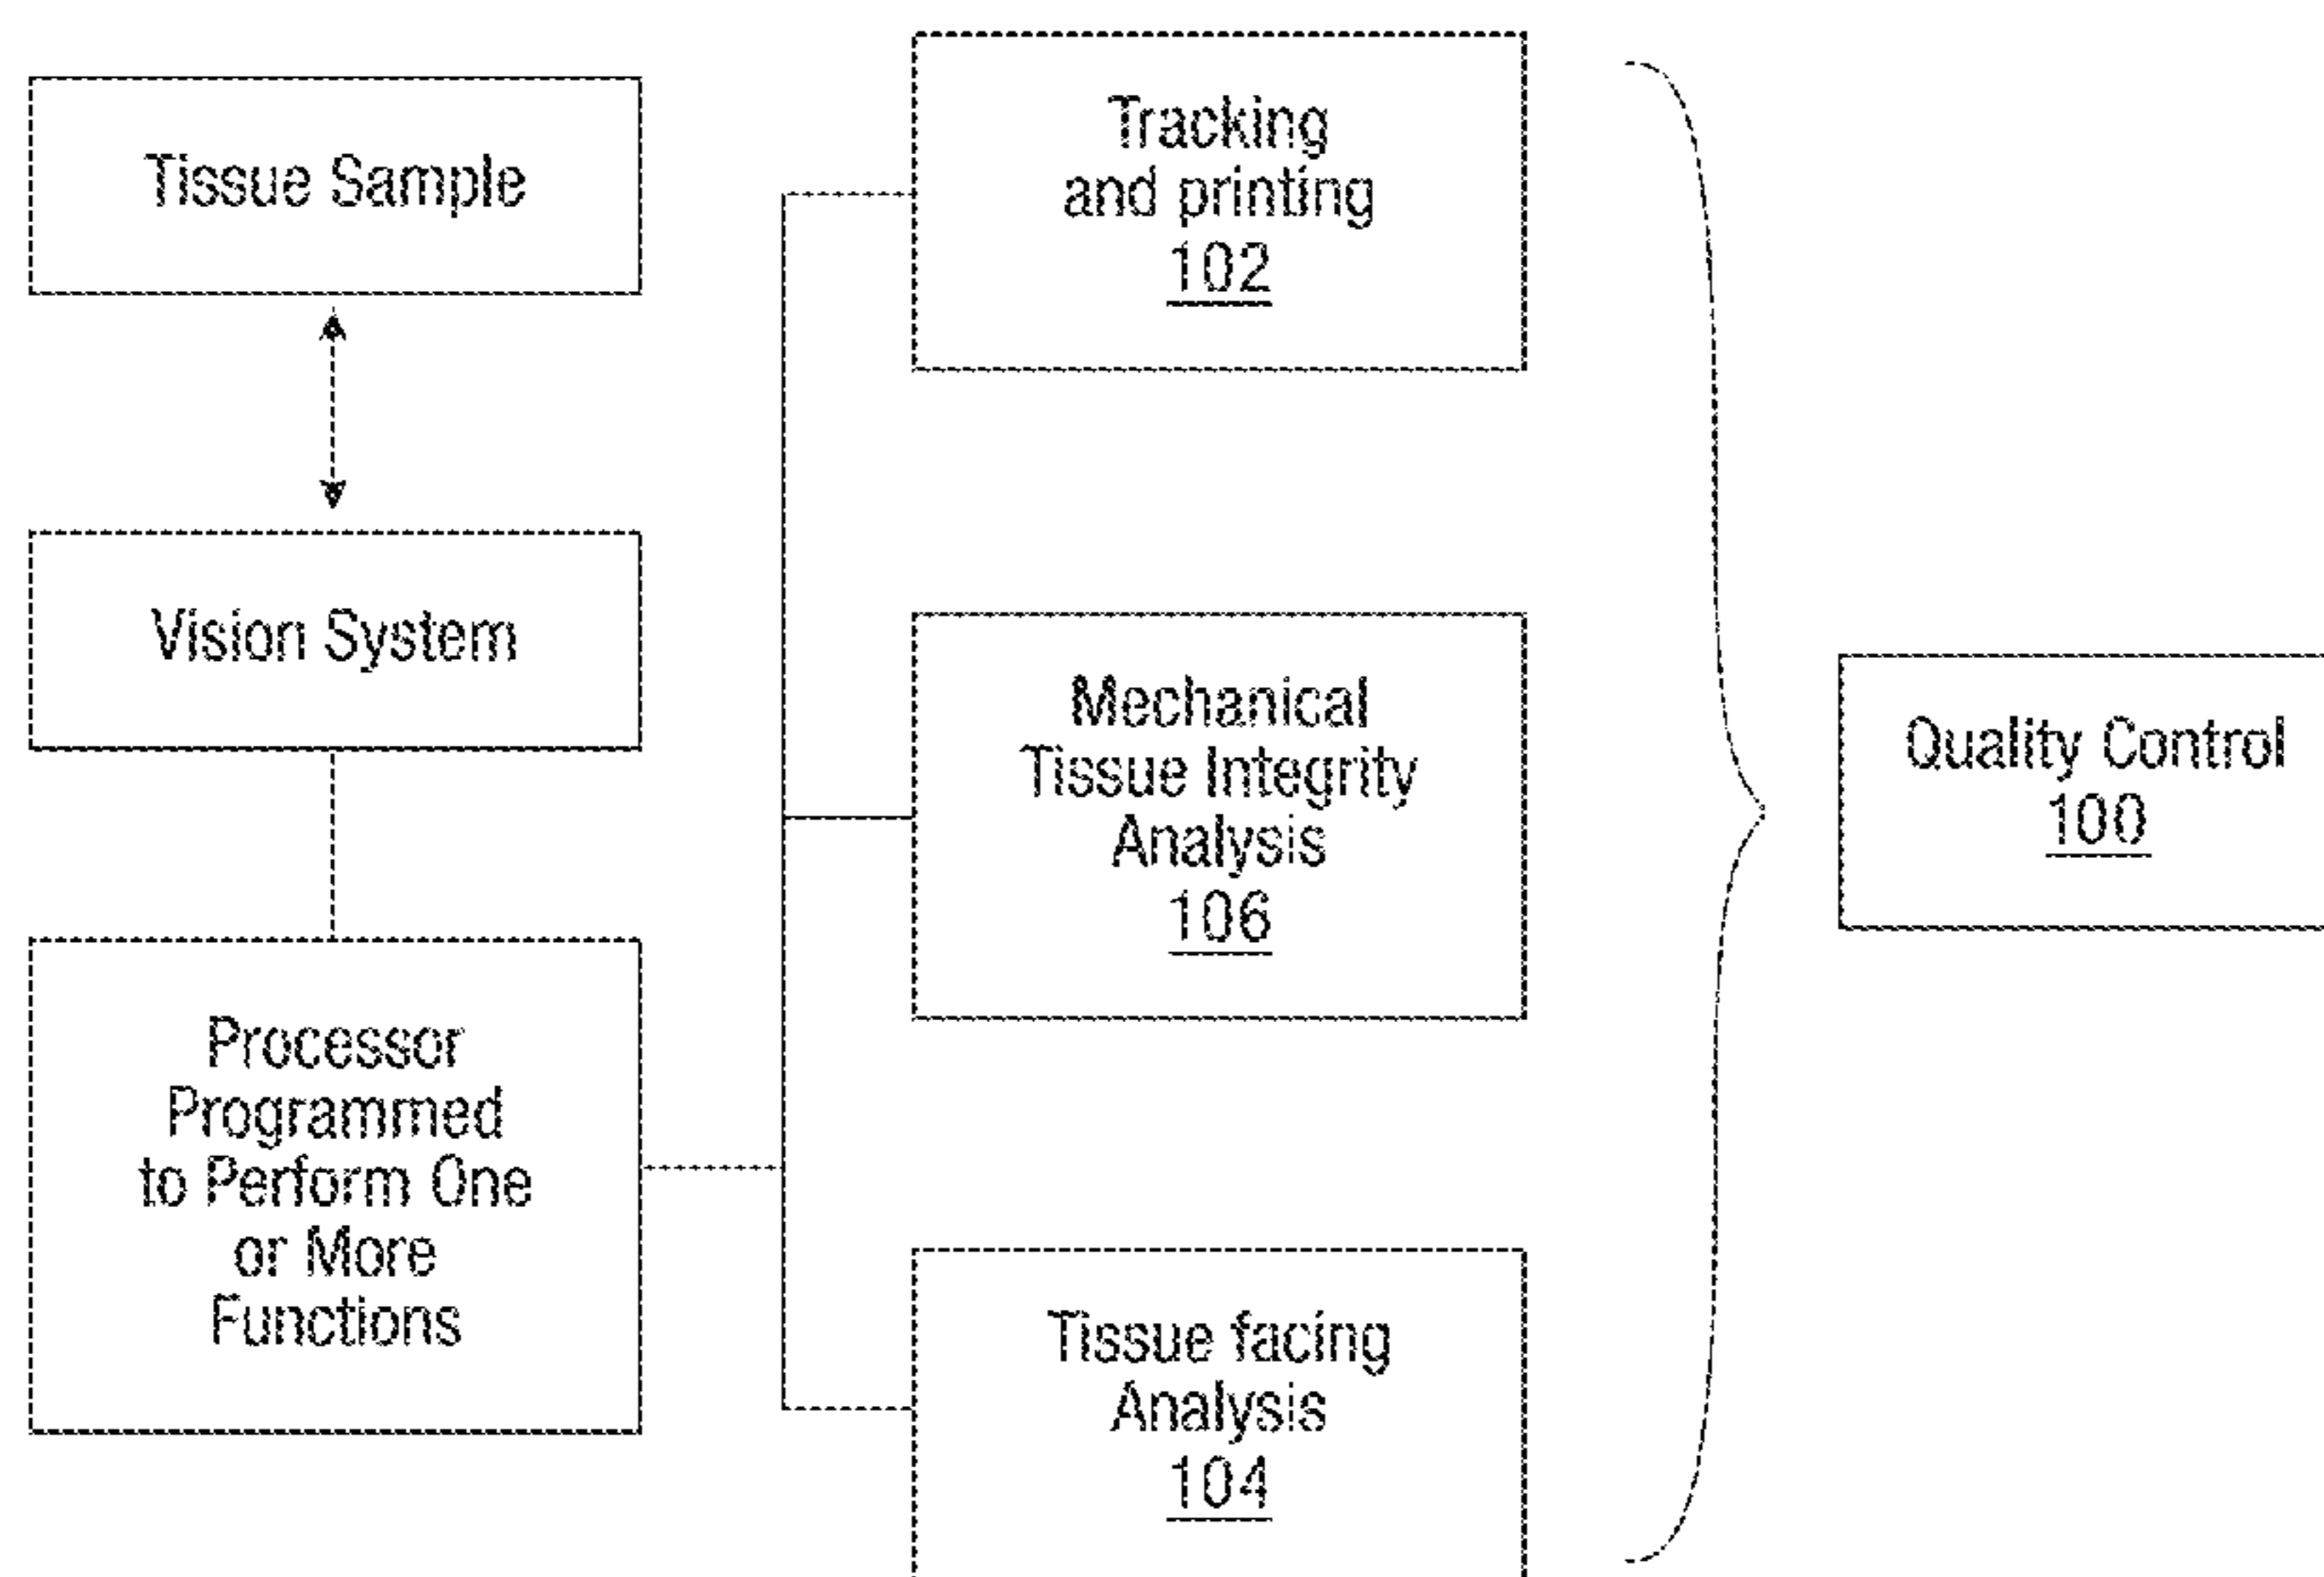 Tissue Sample
Vision System
Processor
Programmed
to Perform One
or More
Functions
Tracking
and printing
102
Mechanical
Tissue Integrity
Analysis
106
Tissue facing
Analysis
104
Quality Control
100